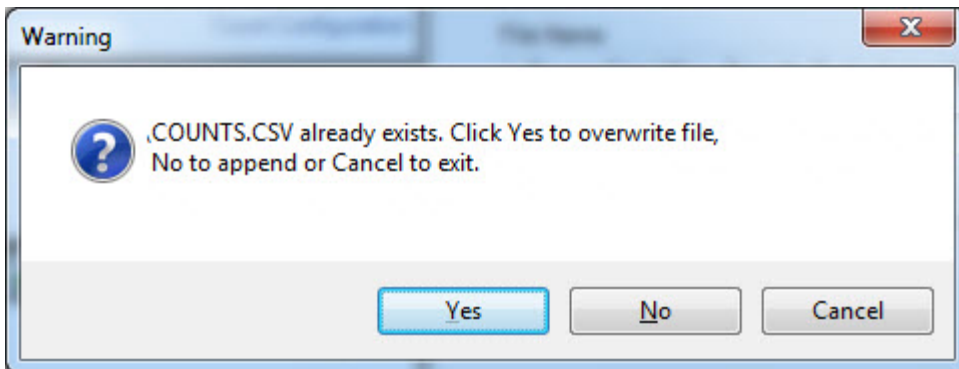 Warning
COUNTS.CSV already exists. Click Yes to overwrite file,
No to append or Cancel to exit.
Yes
No
Cancel